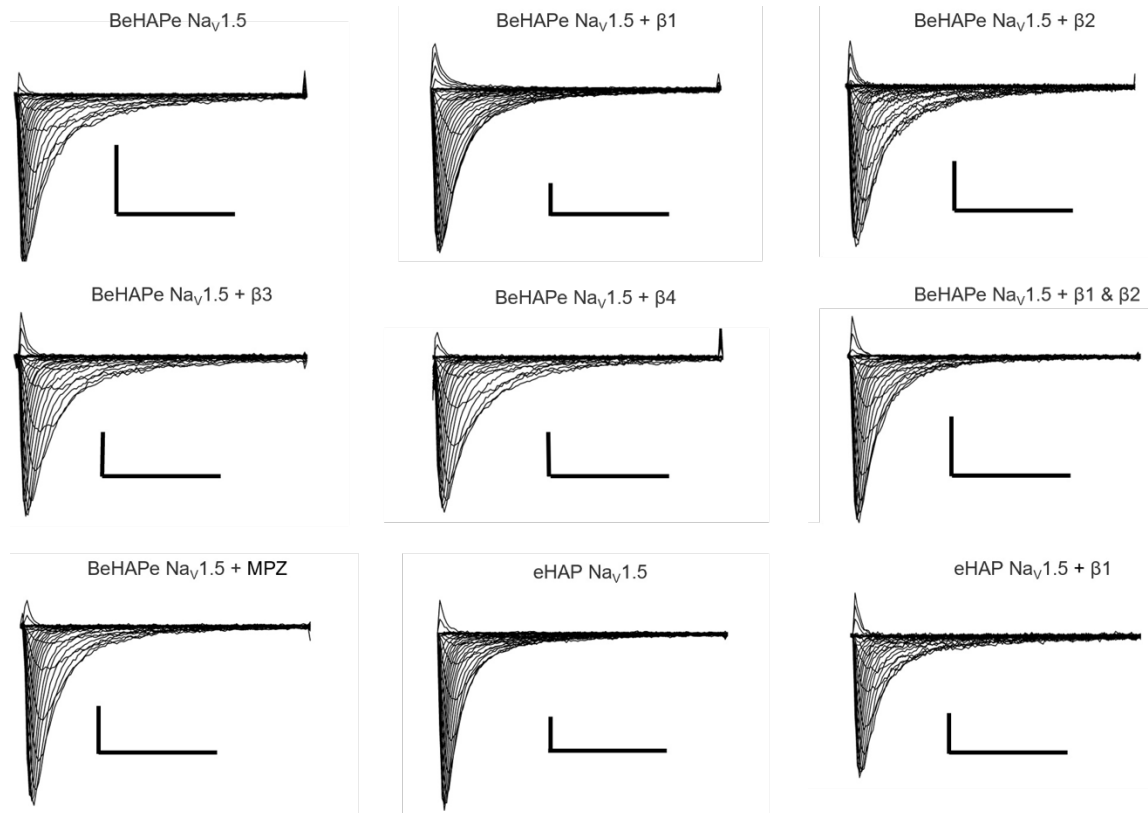 BeHAPe Nav1.5
BeHAPe Nav1.5 + β1
BeHAPe Nav1.5 + β2
BeHAPe Nav1.5 + β3
BeHAPe Nav1.5 + β4
BeHAPe Nav1.5 + β1 & β2
BeHAPe Nav1.5 + MPZ
eHAP Nav1.5
eHAP Nav1.5 + β1